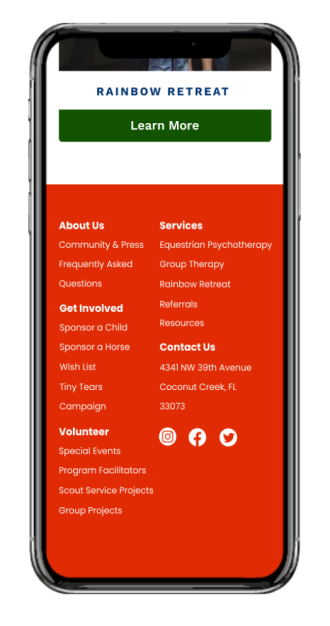 RAINBOW RETREAT
Learn More
About Us
Community & Press
Frequently Asked
Questions
Get Involved
Sponsor a Child
Sponsor a Horse
Wish List
Tiny Tears
Campaign
Volunteer
Special Events
Program Facilitators
Scout Service Projects
Group Projects
Services
Equestrian Psychotherapy
Group Therapy
Rainbow Retreat
Referrals
Resources
Contact Us
4341 NW 39th Avenue
Coconut Creek, FL
33073